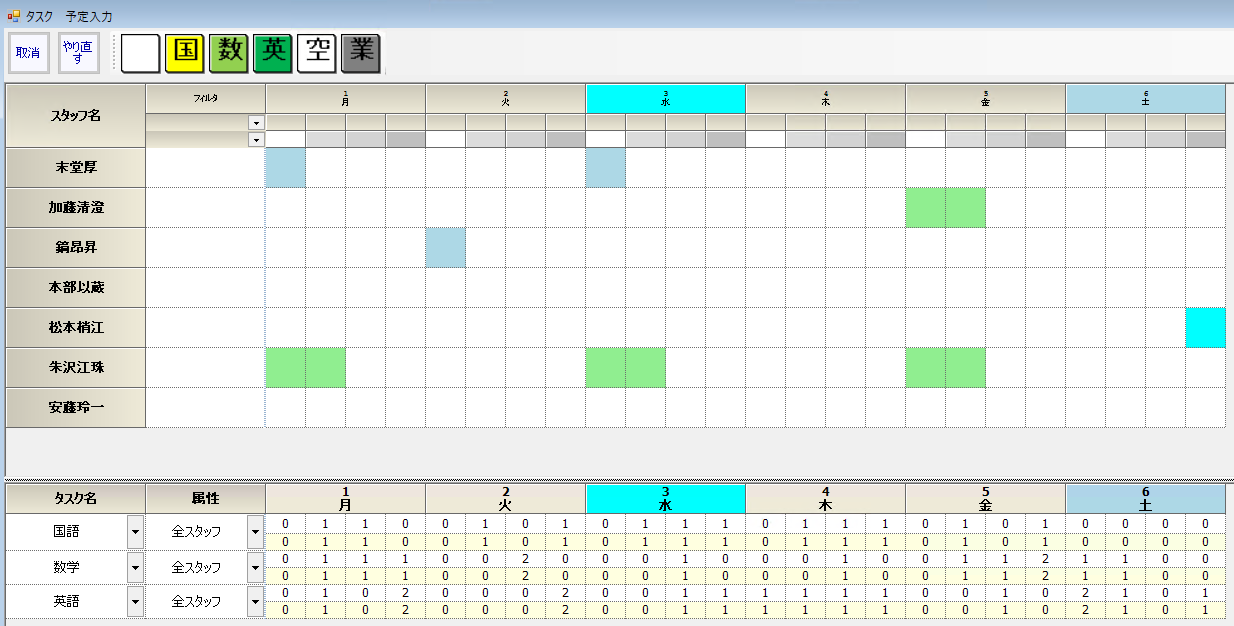 タスク 予定入力
取消 やり直す 国 数 英 空 業
スタッフ名 フィルタ 1 月 2 火 3 水 4 木 5 金 6 土
末堂厚
加藤清澄
鎬昂昇
本部以蔵
松本梢江
朱沢江珠
安藤玲一
タスク名 属性 1 月 2 火 3 水 4 木 5 金 6 土
国語 全スタッフ 0 1 1 0 0 1 0 1 0 1 1 1 0 1 1 1 0 1 0 1 0 0 0 0
0 1 1 0 0 1 0 1 0 1 1 1 0 1 1 1 0 1 0 1 0 0 0 0
数学 全スタッフ 0 1 1 1 0 0 2 0 0 0 1 0 0 0 1 0 0 1 1 2 1 1 0 0
0 1 1 1 0 0 2 0 0 0 1 0 0 0 1 0 0 1 1 2 1 1 0 0
英語 全スタッフ 0 1 0 2 0 0 0 2 0 0 1 1 1 1 1 1 0 0 1 0 2 1 0 1
0 1 0 2 0 0 0 2 0 0 1 1 1 1 1 1 0 0 1 0 2 1 0 1